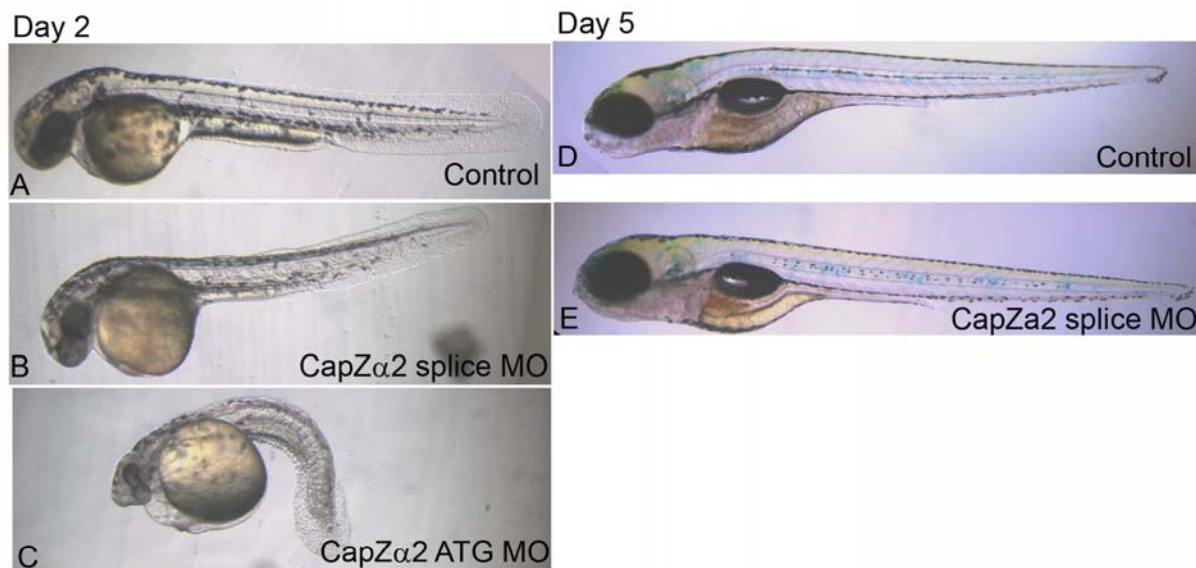 Day 2
A
Control
B
CapZα2 splice MO
C
CapZα2 ATG MO
Day 5
D
Control
E
CapZa2 splice MO